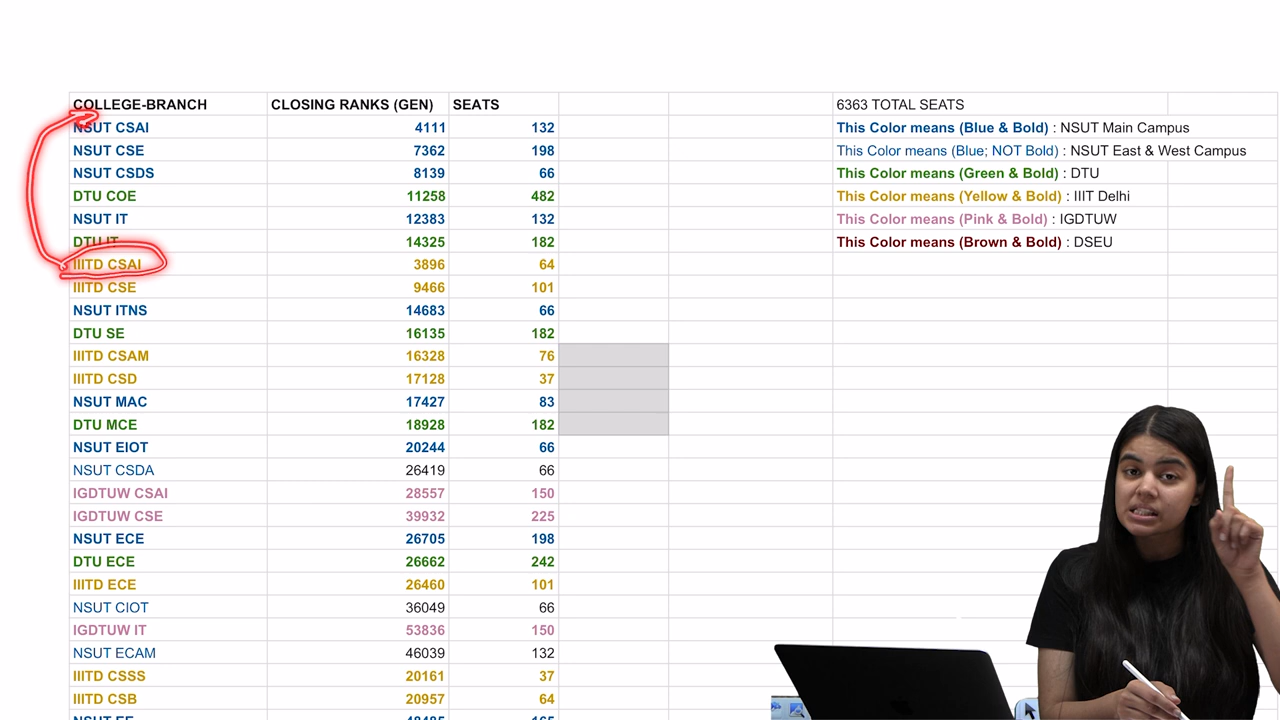 COLLEGE-BRANCH CLOSING RANKS (GEN) SEATS 6363 TOTAL SEATS
NSUT CSAI 4111 132 This Color means (Blue & Bold) : NSUT Main Campus
NSUT CSE 7362 198 This Color means (Blue; NOT Bold) : NSUT East & West Campus
NSUT CSDS 8139 66 This Color means (Green & Bold) : DTU
DTU COE 11258 482 This Color means (Yellow & Bold) : IIIT Delhi
NSUT IT 12383 132 This Color means (Pink & Bold) : IGDTUW
DTU IT 14325 182 This Color means (Brown & Bold) : DSEU
IIITD CSAI 3896 64
IIITD CSE 9466 101
NSUT ITNS 14683 66
DTU SE 16135 182
IIITD CSAM 16328 76
IIITD CSD 17128 37
NSUT MAC 17427 83
DTU MCE 18928 182
NSUT EIOT 20244 66
NSUT CSDA 26419 66
IGDTUW CSAI 28557 150
IGDTUW CSE 39932 225
NSUT ECE 26705 198
DTU ECE 26662 242
IIITD ECE 26460 101
NSUT CIOT 36049 66
IGDTUW IT 53836 150
NSUT ECAM 46039 132
IIITD CSSS 20161 37
IIITD CSB 20957 64